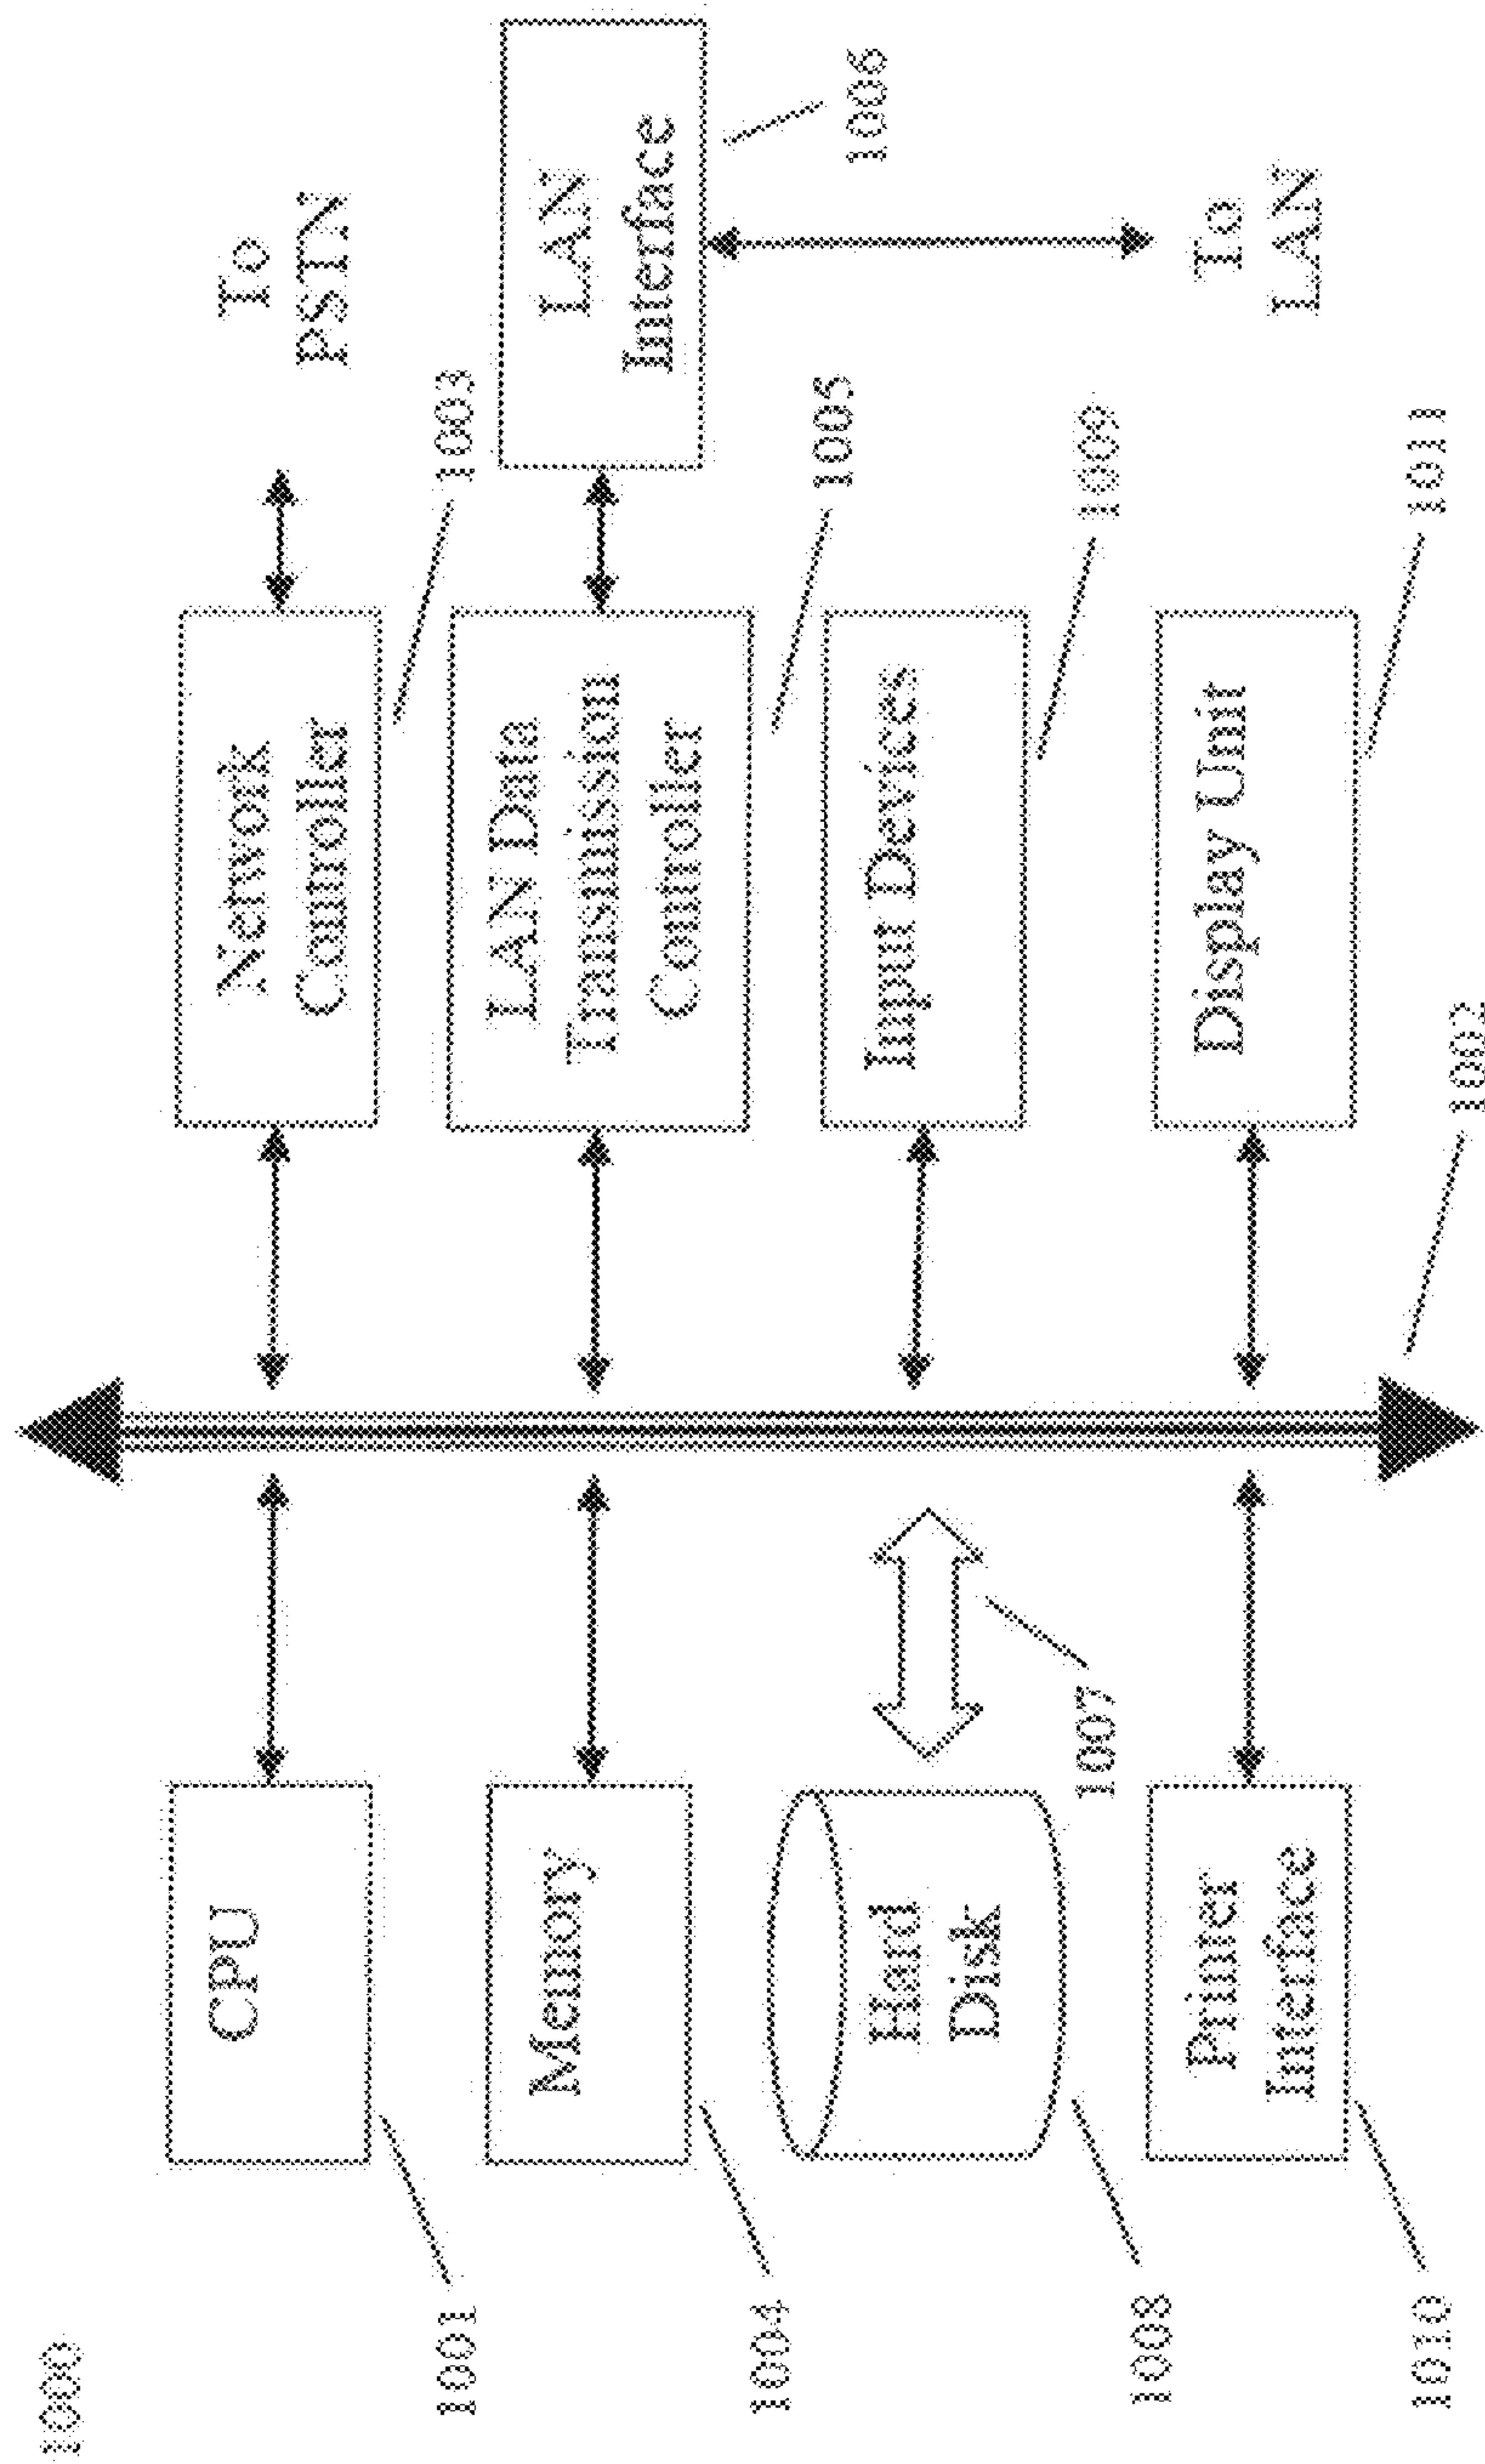 1000
CPU
1001
Memory
1004
Hard
Disk
1008
1007
Printer
Interface
1010
1002
Network
Controller
1003
To
PSTN
LAN Data
Transmission
Controller
1005
LAN
Interface
1006
To
LAN
Input Devices
1009
Display Unit
1011